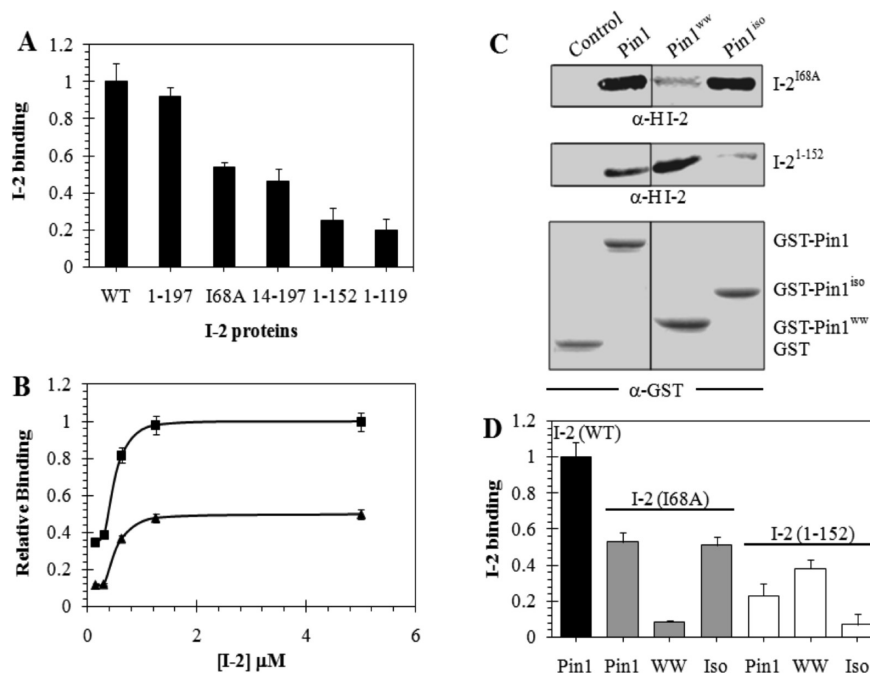 A
1.2
1
0.8
0.6
0.4
0.2
0
I-2 binding
WT 1-197 I68A 14-197 1-152 1-119
I-2 proteins
B
1.2
1
0.8
0.6
0.4
0.2
0
Relative Binding
0 2 4 6
[I-2] µM
C
Control Pin1 Pin1ʷʷ Pin1ⁱˢᵒ
I-2ᴵ⁶⁸ᴬ
α-H I-2
I-2¹⁻¹⁵²
α-H I-2
GST-Pin1
GST-Pin1ⁱˢᵒ
GST-Pin1ʷʷ
GST
α-GST
D
1.2
1
0.8
0.6
0.4
0.2
0
I-2 binding
I-2 (WT)
I-2 (I68A)
I-2 (1-152)
Pin1 Pin1 WW Iso Pin1 WW Iso